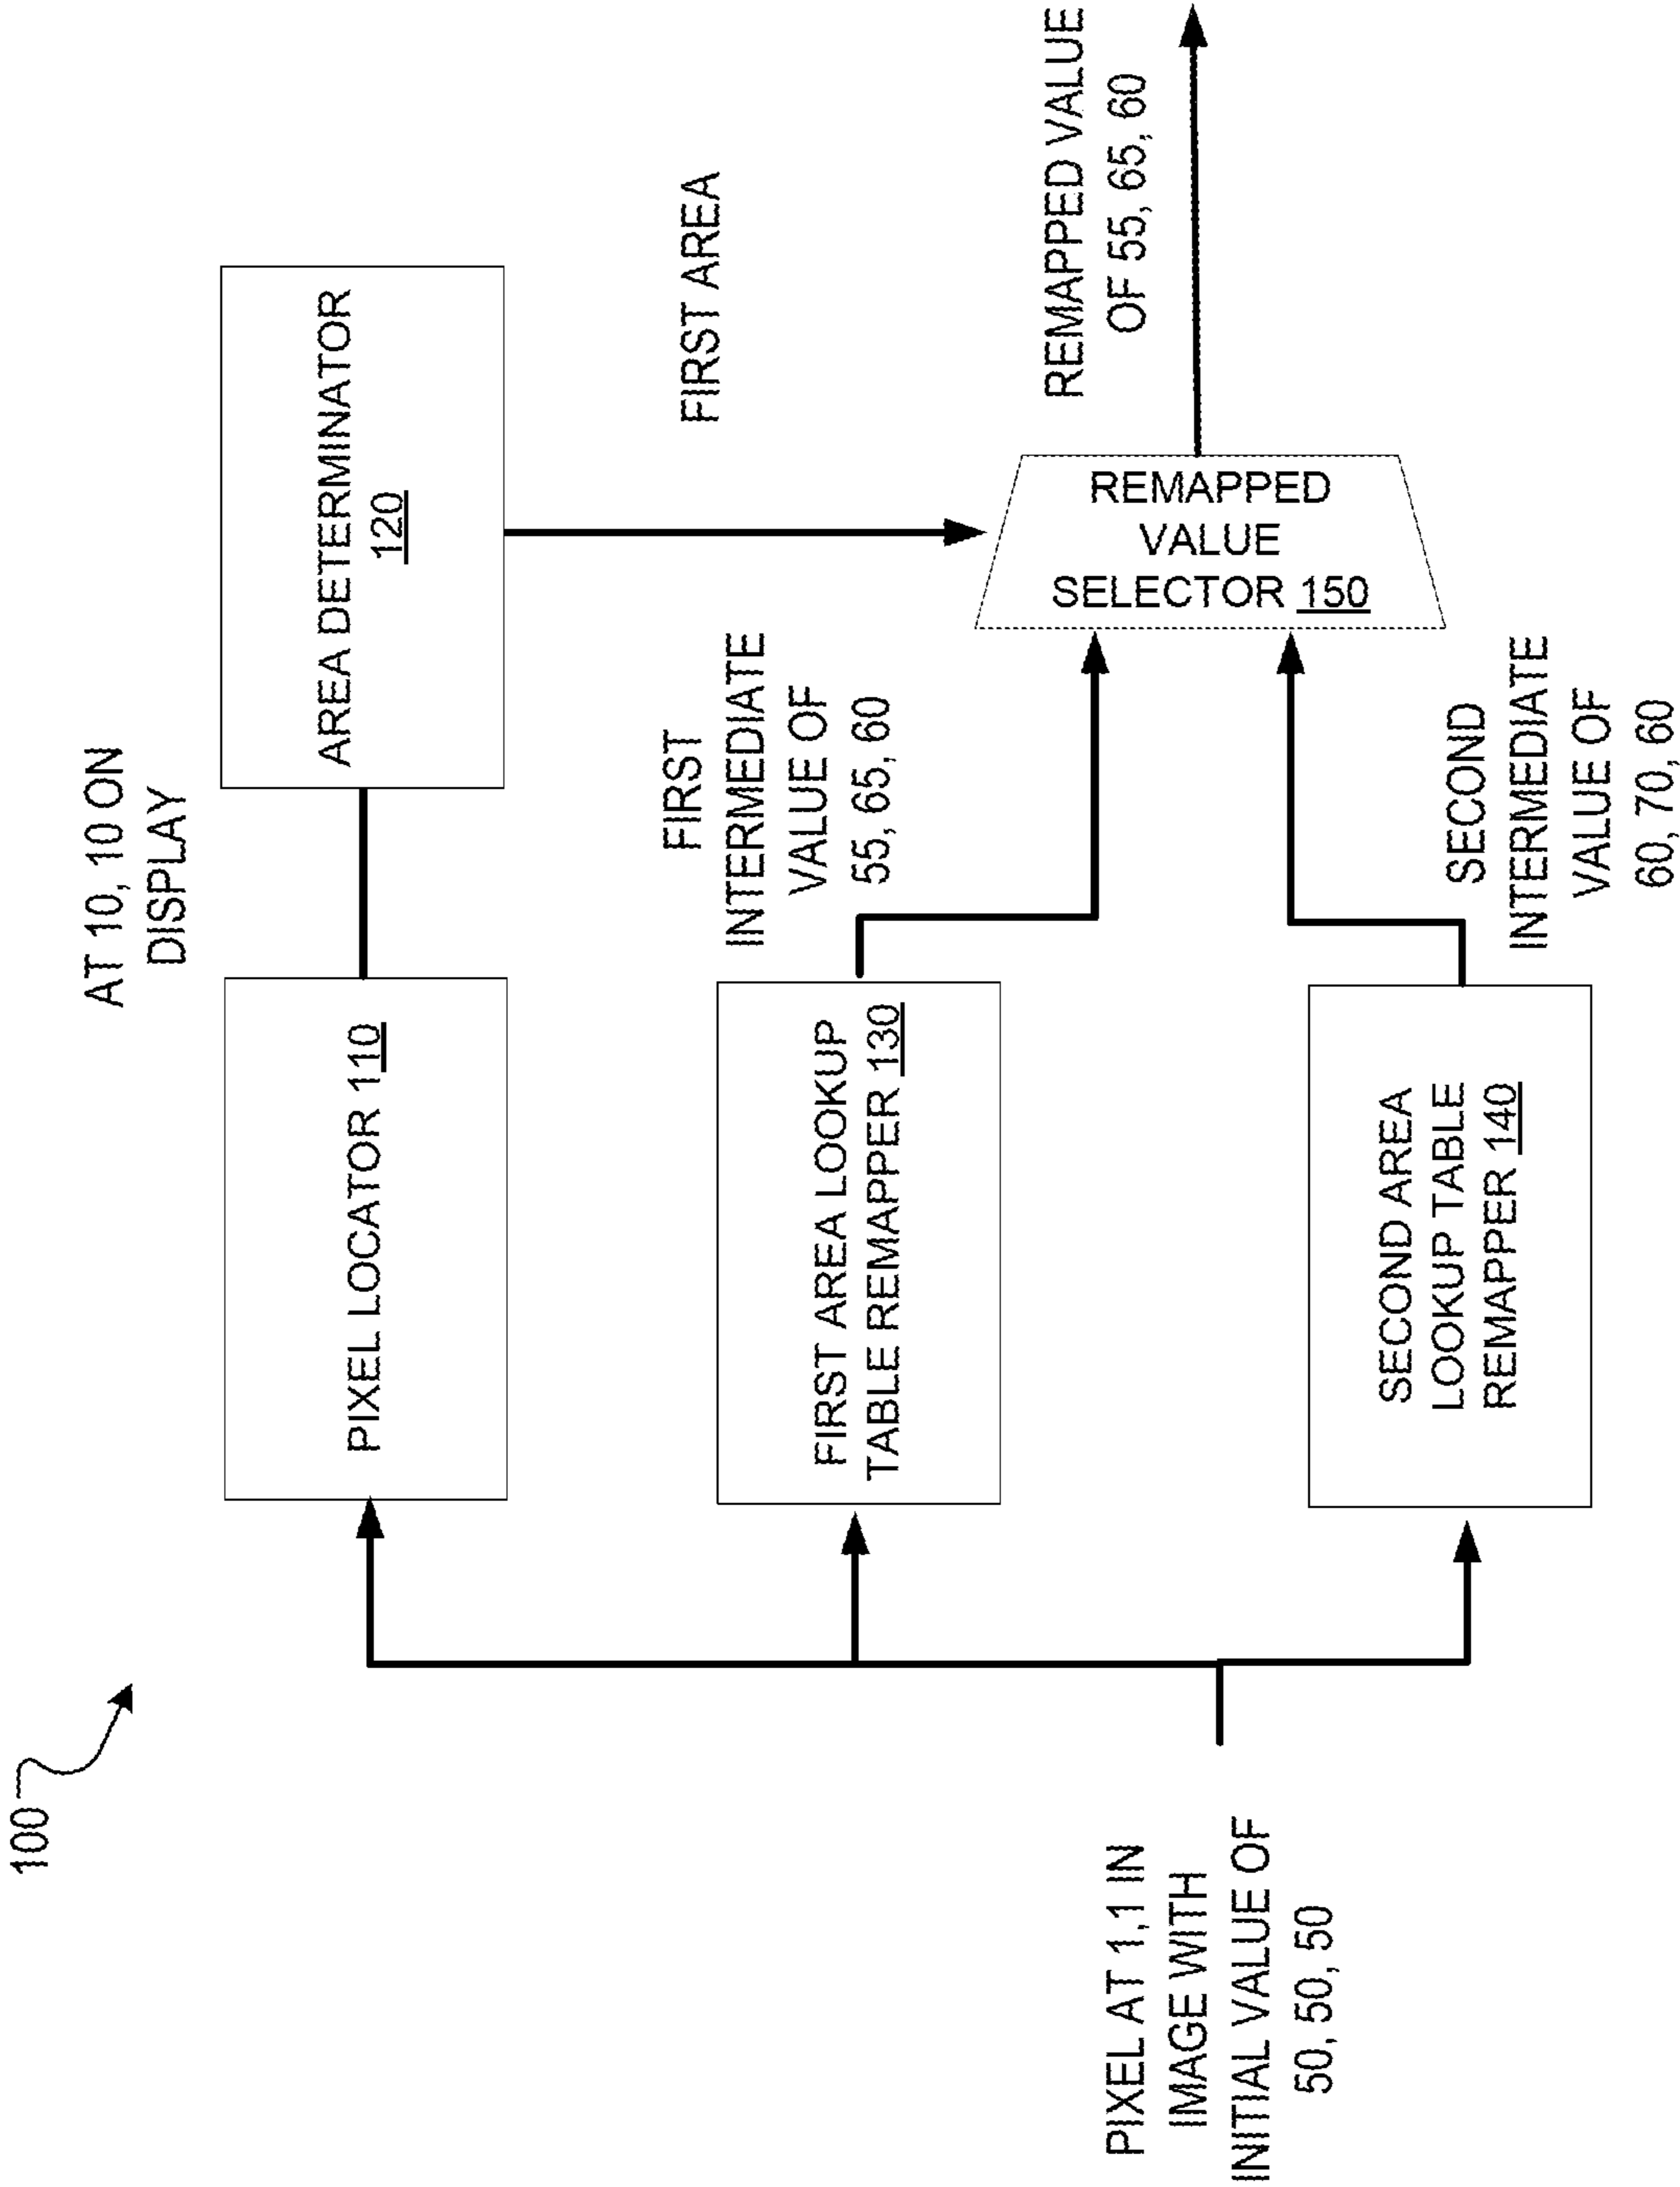 100
AT 10, 10 ON
DISPLAY
PIXEL LOCATOR 110
AREA DETERMINATOR
120
FIRST AREA
PIXEL AT 1,1 IN
IMAGE WITH
INITIAL VALUE OF
50, 50, 50
FIRST AREA LOOKUP
TABLE REMAPPER 130
FIRST
INTERMEDIATE
VALUE OF
55, 65, 60
SECOND AREA
LOOKUP TABLE
REMAPPER 140
SECOND
INTERMEDIATE
VALUE OF
60, 70, 60
REMAPPED
VALUE
SELECTOR 150
REMAPPED VALUE
OF 55, 65, 60